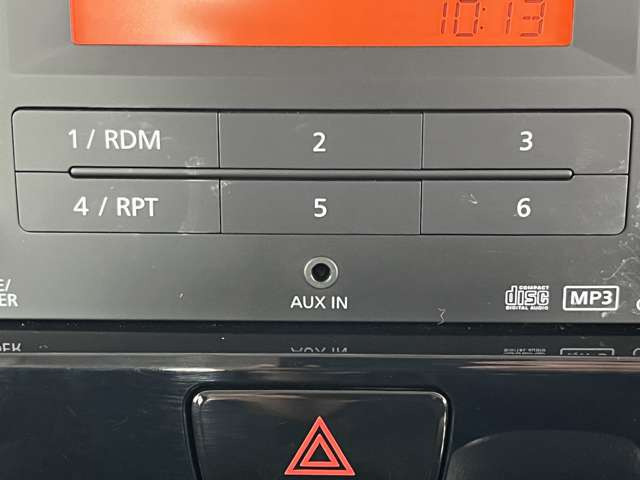 10:13
1 / RDM 2 3
4 / RPT 5 6
AUX IN
COMPACT
disc
DIGITAL AUDIO
MP3